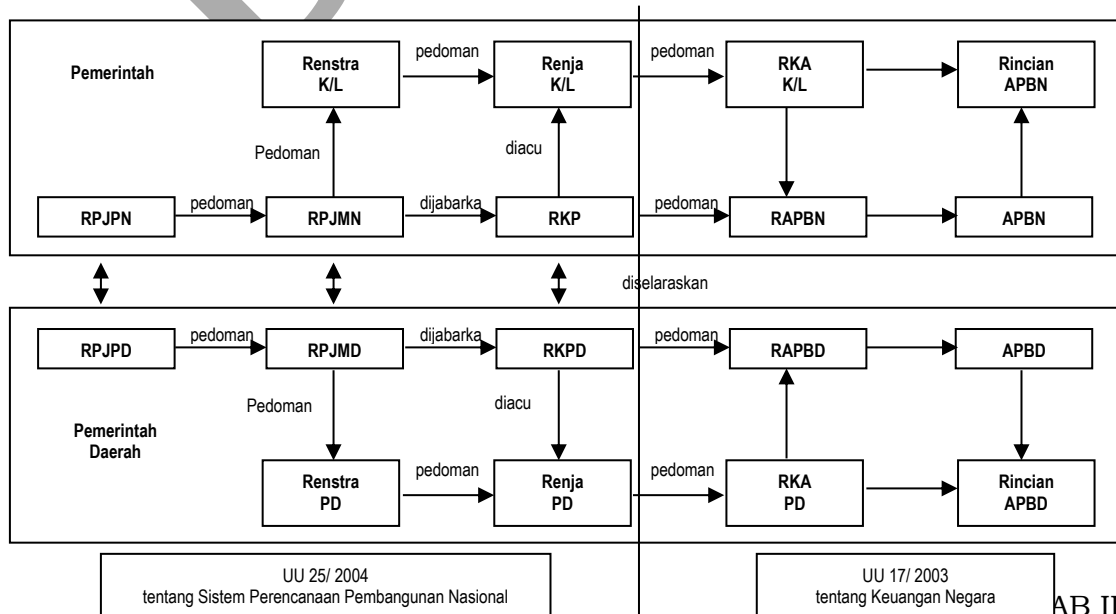 pedoman
pedoman
Pemerintah
Renstra
K/L
Renja
K/L
RKA
K/L
Rincian
APBN
Pedoman
diacu
pedoman
dijabarka
pedoman
RPJPN
RPJMN
RKP
RAPBN
APBN
diselaraskan
pedoman
dijabarka
pedoman
RPJPD
RPJMD
RKPD
RAPBD
APBD
Pedoman
diacu
Pemerintah
Daerah
pedoman
pedoman
Renstra
PD
Renja
PD
RKA
PD
Rincian
APBD
UU 25/ 2004
tentang Sistem Perencanaan Pembangunan Nasional
UU 17/ 2003
tentang Keuangan Negara